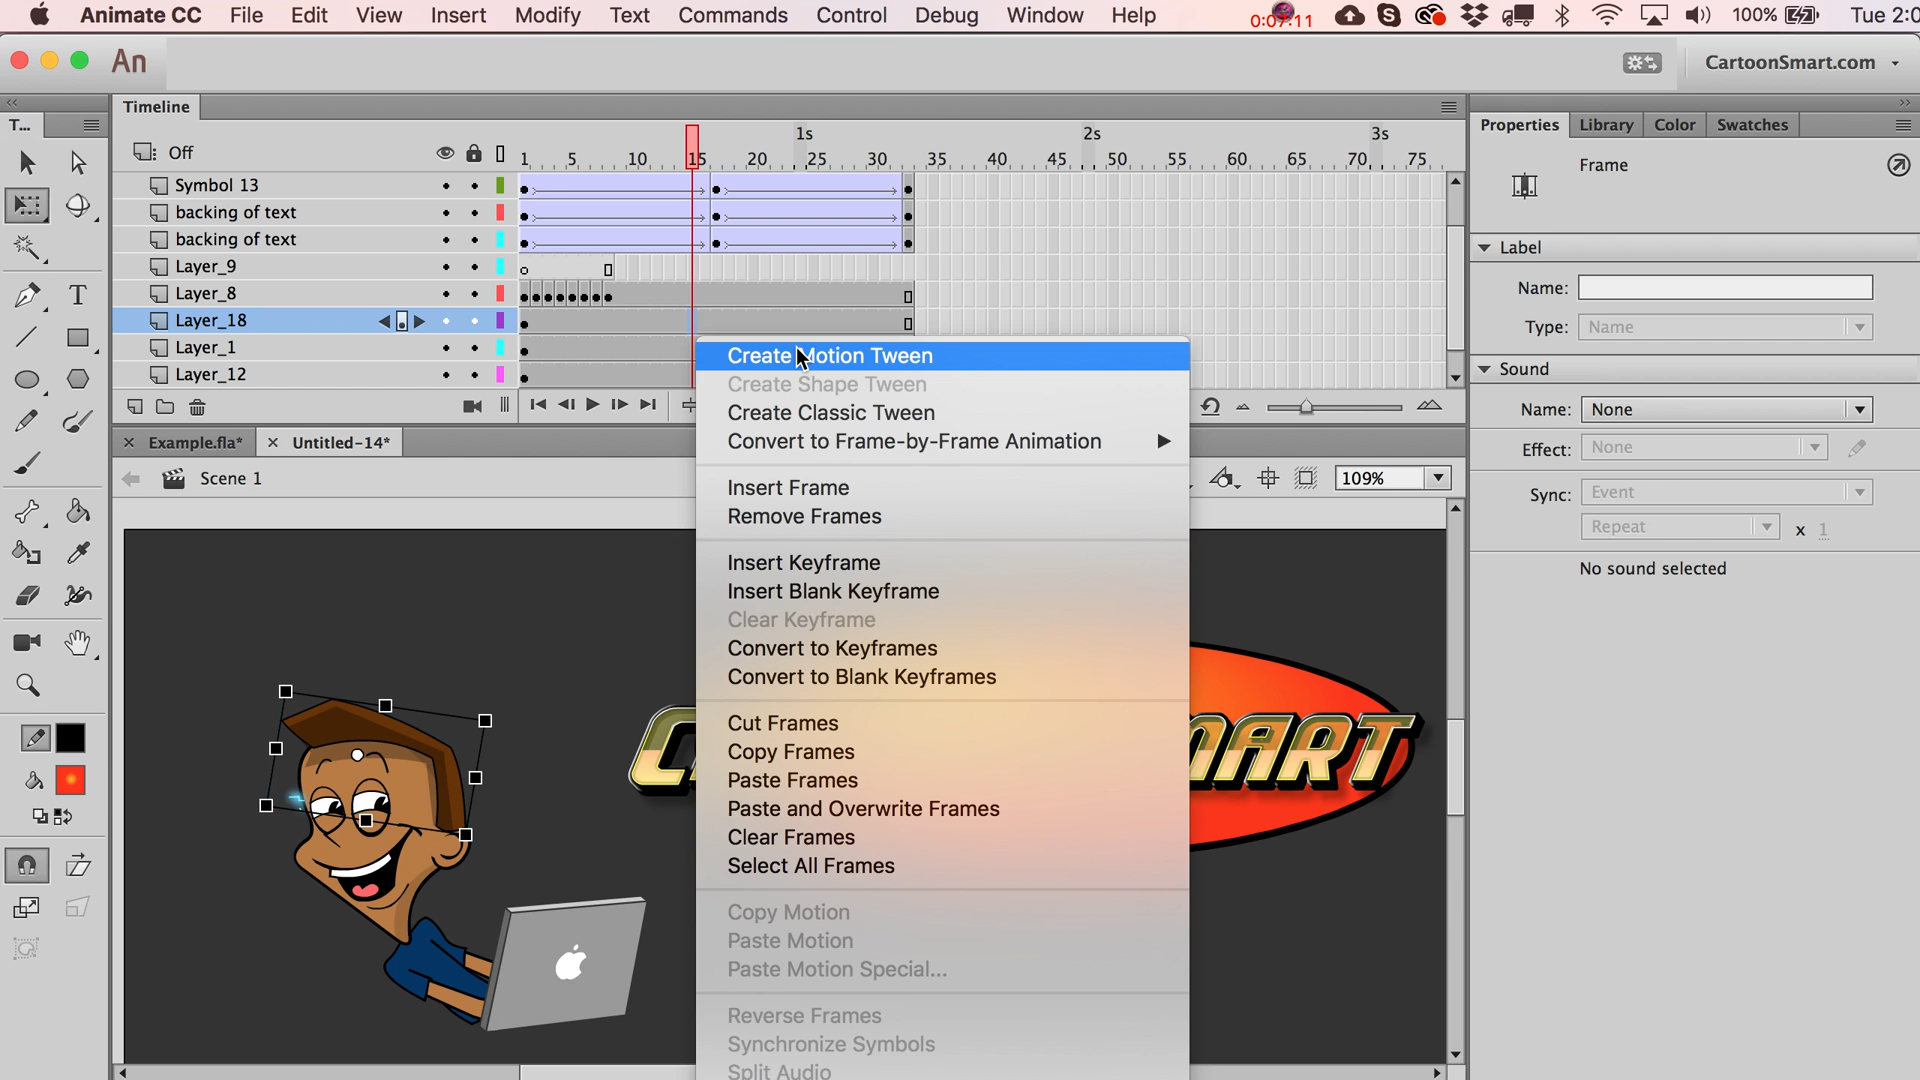 Animate CC File Edit View Insert Modify Text Commands Control Debug Window Help 0:07:11 100% Tue 2:0
An CartoonSmart.com
Timeline
T...
Properties Library Color Swatches
Off
1s 2s 3s
1 5 10 15 20 25 30 35 40 45 50 55 60 65 70 75
Frame
Symbol 13
backing of text
backing of text
Layer_9
Layer_8
Layer_18
Layer_1
Layer_12
Label
Name:
Type: Name
Sound
Name: None
Effect: None
Sync: Event
Repeat x 1
No sound selected
Example.fla* Untitled-14*
Scene 1
109%
Create Motion Tween
Create Shape Tween
Create Classic Tween
Convert to Frame-by-Frame Animation
Insert Frame
Remove Frames
Insert Keyframe
Insert Blank Keyframe
Clear Keyframe
Convert to Keyframes
Convert to Blank Keyframes
Cut Frames
Copy Frames
Paste Frames
Paste and Overwrite Frames
Clear Frames
Select All Frames
Copy Motion
Paste Motion
Paste Motion Special...
Reverse Frames
Synchronize Symbols
Split Audio
C MART